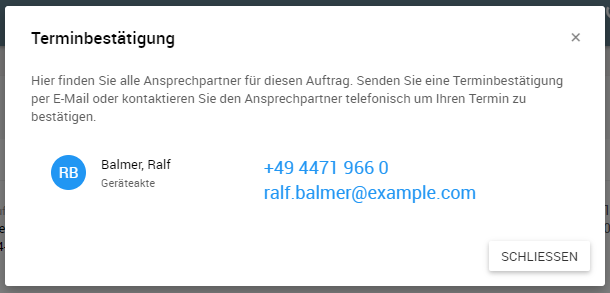 Terminbestätigung
×
Hier finden Sie alle Ansprechpartner für diesen Auftrag. Senden Sie eine Terminbestätigung
per E-Mail oder kontaktieren Sie den Ansprechpartner telefonisch um Ihren Termin zu
bestätigen.
RB
Balmer, Ralf
Geräteakte
+49 4471 966 0
ralf.balmer@example.com
SCHLIESSEN